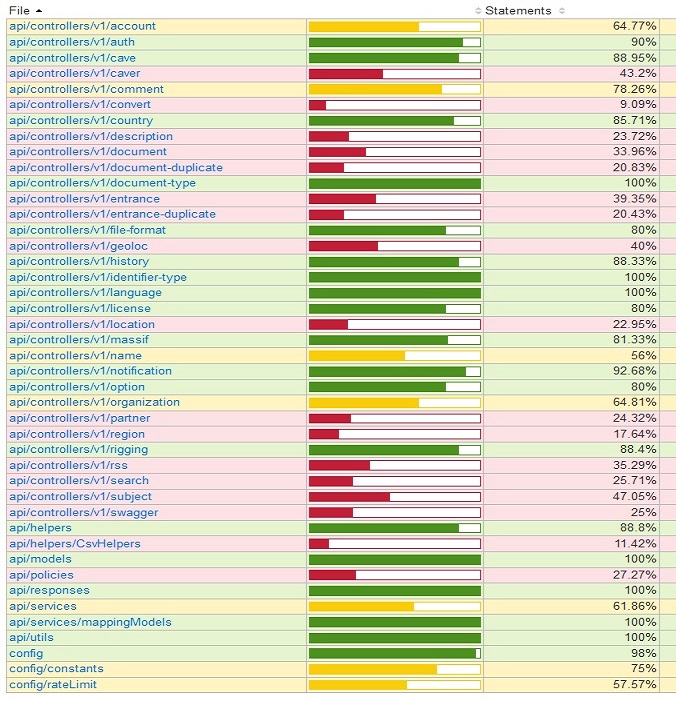 File Statements
api/controllers/v1/account 64.77%
api/controllers/v1/auth 90%
api/controllers/v1/cave 88.95%
api/controllers/v1/caver 43.2%
api/controllers/v1/comment 78.26%
api/controllers/v1/convert 9.09%
api/controllers/v1/country 85.71%
api/controllers/v1/description 23.72%
api/controllers/v1/document 33.96%
api/controllers/v1/document-duplicate 20.83%
api/controllers/v1/document-type 100%
api/controllers/v1/entrance 39.35%
api/controllers/v1/entrance-duplicate 20.43%
api/controllers/v1/file-format 80%
api/controllers/v1/geoloc 40%
api/controllers/v1/history 88.33%
api/controllers/v1/identifier-type 100%
api/controllers/v1/language 100%
api/controllers/v1/license 80%
api/controllers/v1/location 22.95%
api/controllers/v1/massif 81.33%
api/controllers/v1/name 56%
api/controllers/v1/notification 92.68%
api/controllers/v1/option 80%
api/controllers/v1/organization 64.81%
api/controllers/v1/partner 24.32%
api/controllers/v1/region 17.64%
api/controllers/v1/rigging 88.4%
api/controllers/v1/rss 35.29%
api/controllers/v1/search 25.71%
api/controllers/v1/subject 47.05%
api/controllers/v1/swagger 25%
api/helpers 88.8%
api/helpers/CsvHelpers 11.42%
api/models 100%
api/policies 27.27%
api/responses 100%
api/services 61.86%
api/services/mappingModels 100%
api/utils 100%
config 98%
config/constants 75%
config/rateLimit 57.57%